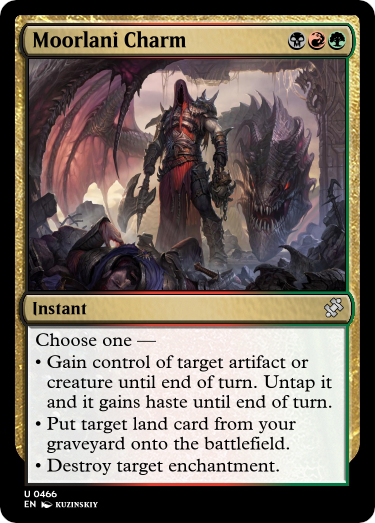 Moorlani Charm
Instant
Choose one —
• Gain control of target artifact or
creature until end of turn. Untap it
and it gains haste until end of turn.
• Put target land card from your
graveyard onto the battlefield.
• Destroy target enchantment.
U 0466
EN KUZINSKIY